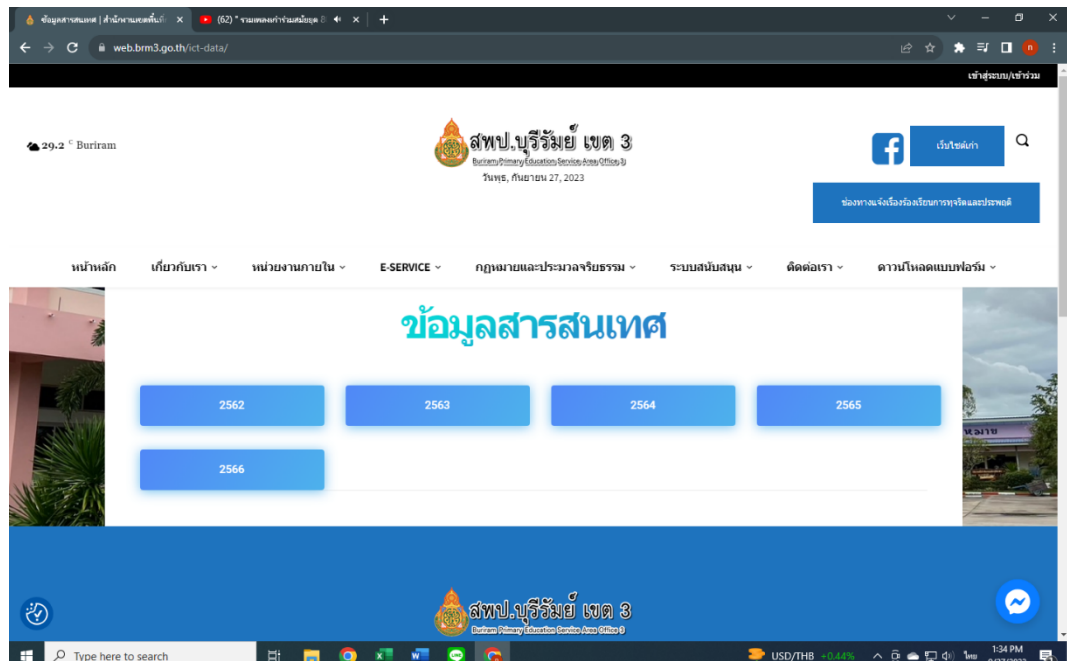 ข้อมูลสารสนเทศ | สำนักงานเขตพื้นที่
(62) " รวมเพลงเก่าร่วมสมัยชุด
web.brm3.go.th/ict-data/
n
เข้าสู่ระบบ/เข้าร่วม
29.2 C Buriram
สพป.บุรีรัมย์ เขต 3
Buriram Primary Education Service Area Office 3
วันพุธ, กันยายน 27, 2023
เว็บไซต์เก่า
ช่องทางแจ้งเรื่องร้องเรียนการทุจริตและประพฤติ
หน้าหลัก เกี่ยวกับเรา หน่วยงานภายใน E-SERVICE กฎหมายและประมวลจริยธรรม ระบบสนับสนุน ติดต่อเรา ดาวน์โหลดแบบฟอร์ม
ข้อมูลสารสนเทศ
2562 2563 2564 2565
2566
สพป.บุรีรัมย์ เขต 3
Buriram Primary Education Service Area Office 3
Type here to search
USD/THB +0.44%
ไทย
1:34 PM
9/27/2023